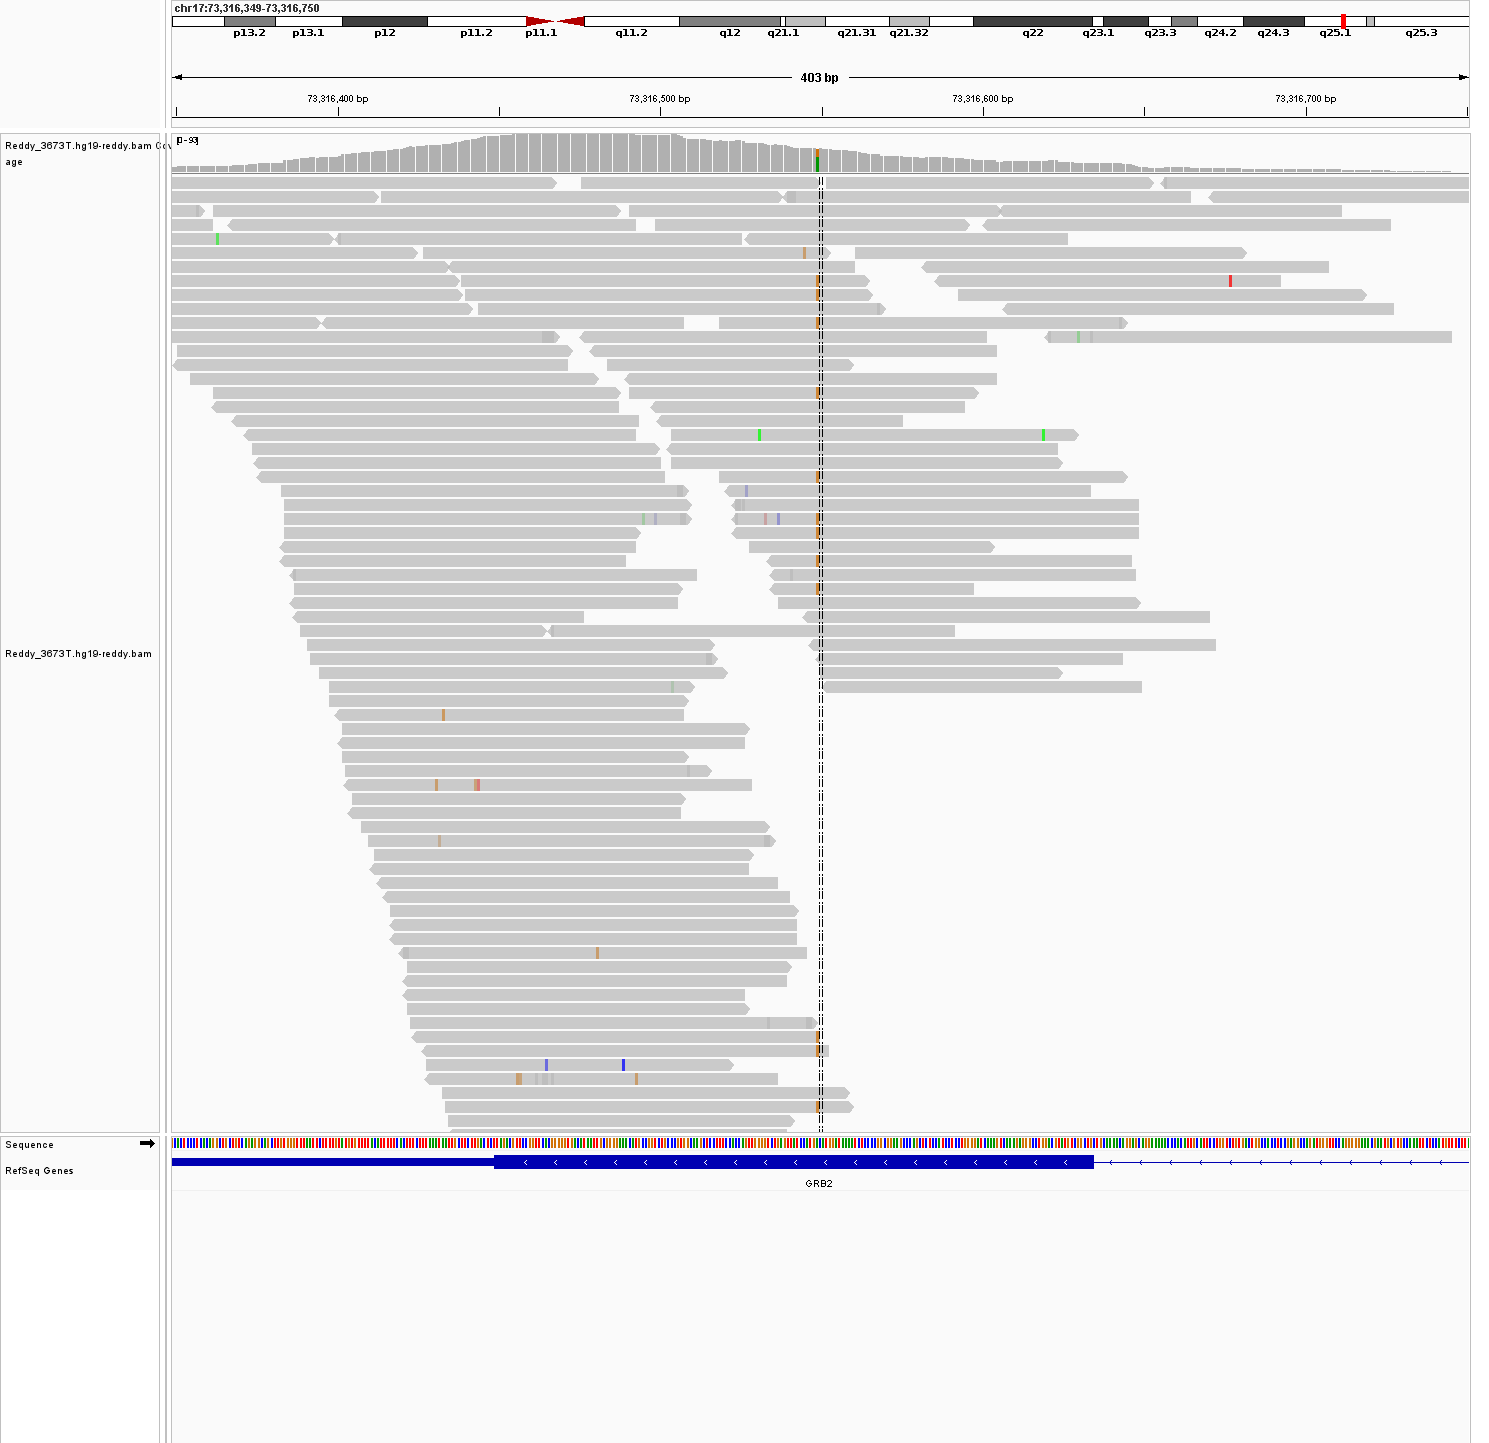 chr17:73,316,349-73,316,750
p13.2 p13.1 p12 p11.2 p11.1 q11.2 q12 q21.1 q21.31 q21.32 q22 q23.1 q23.3 q24.2 q24.3 q25.1 q25.3
403 bp
73,316,400 bp 73,316,500 bp 73,316,600 bp 73,316,700 bp
Reddy_3673T.hg19-reddy.bam Cov
age
[0-93]
Reddy_3673T.hg19-reddy.bam
Sequence
RefSeq Genes
GRB2